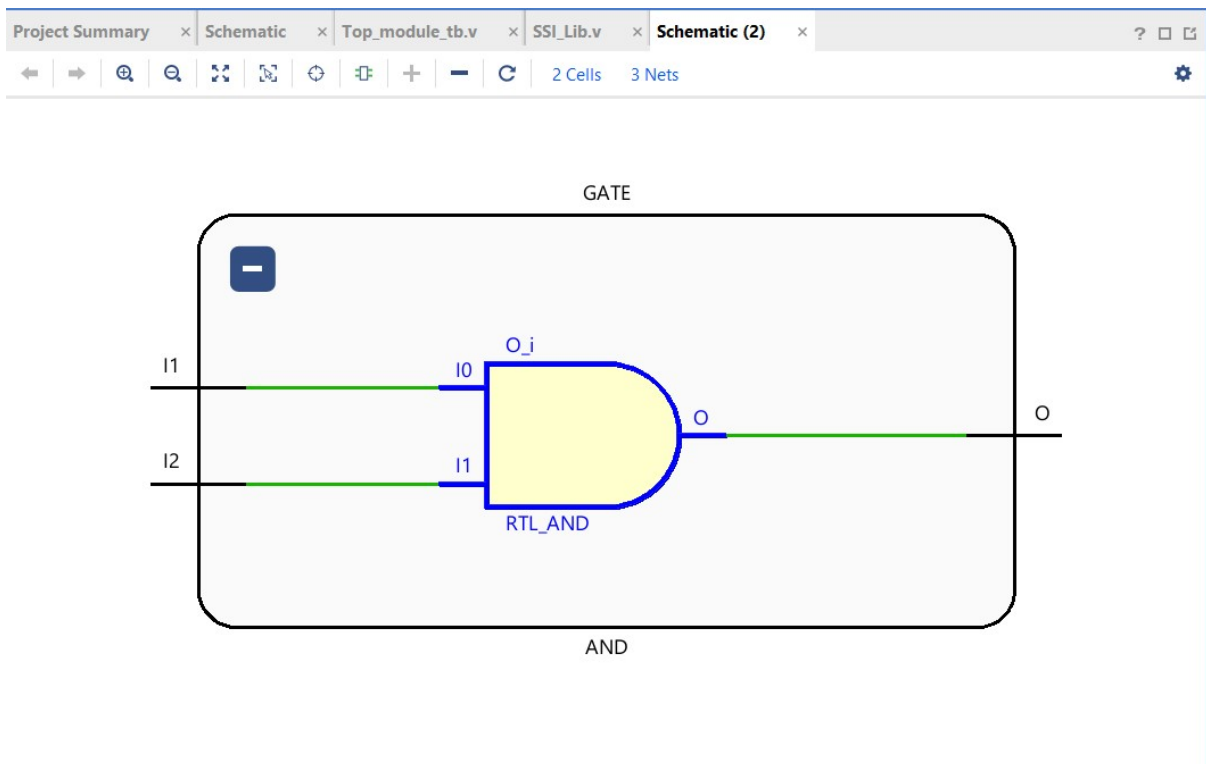 Project Summary × Schematic × Top_module_tb.v × SSI_Lib.v × Schematic (2) ×
2 Cells 3 Nets
GATE
O_i
I1
I0
O
O
I2
I1
RTL_AND
AND